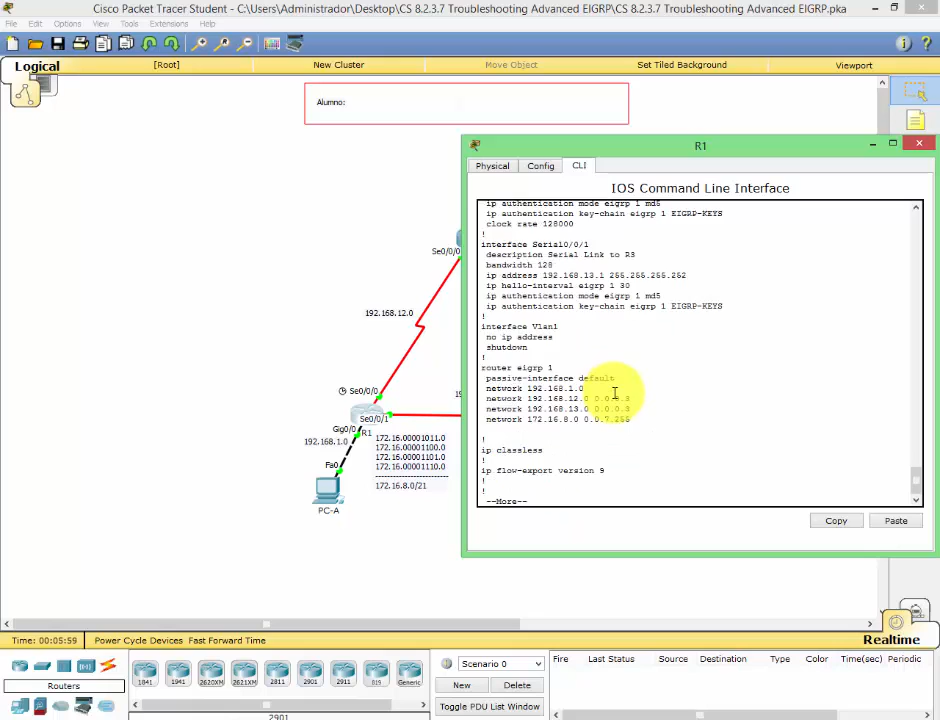 Cisco Packet Tracer Student - C:\Users\Administrador\Desktop\CS 8.2.3.7 Troubleshooting Advanced EIGRP\CS 8.2.3.7 Troubleshooting Advanced EIGRP.pka
File Edit Options View Tools Extensions Help
Logical [Root] New Cluster Move Object Set Tiled Background Viewport
Alumno:
R1
Physical Config CLI
IOS Command Line Interface
ip authentication mode eigrp 1 md5
ip authentication key-chain eigrp 1 EIGRP-KEYS
clock rate 128000
!
interface Serial0/0/1
description Serial Link to R3
bandwidth 128
ip address 192.168.13.1 255.255.255.252
ip hello-interval eigrp 1 30
ip authentication mode eigrp 1 md5
ip authentication key-chain eigrp 1 EIGRP-KEYS
!
interface Vlan1
no ip address
shutdown
!
router eigrp 1
passive-interface default
network 192.168.1.0
network 192.168.12.0 0.0.0.3
network 192.168.13.0 0.0.0.3
network 172.16.8.0 0.0.7.255
!
ip classless
!
ip flow-export version 9
!
!
--More--
Copy Paste
Se0/0/0
192.168.12.0
19
Se0/0/0
Se0/0/1
Gig0/0
R1
192.168.1.0
Fa0
PC-A
172.16.00001011.0
172.16.00001100.0
172.16.00001101.0
172.16.00001110.0
-------------------------
172.16.8.0/21
Time: 00:05:59 Power Cycle Devices Fast Forward Time
Realtime
Routers
1841 1941 2620XM 2621XM 2811 2901 2911 819 Generic
2901
Scenario 0
New Delete
Toggle PDU List Window
Fire Last Status Source Destination Type Color Time(sec) Periodic